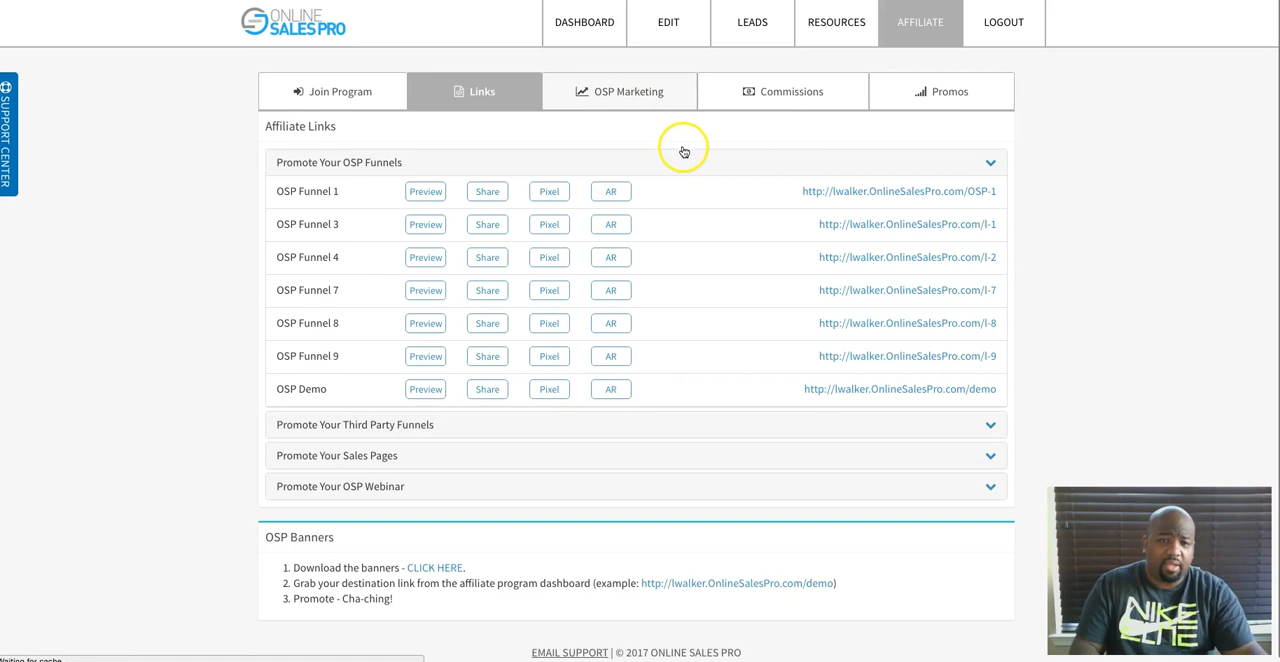 ONLINE
SALES PRO
DASHBOARD
EDIT
LEADS
RESOURCES
AFFILIATE
LOGOUT
SUPPORT CENTER
Join Program
Links
OSP Marketing
Commissions
Promos
Affiliate Links
Promote Your OSP Funnels
OSP Funnel 1 Preview Share Pixel AR http://lwalker.OnlineSalesPro.com/OSP-1
OSP Funnel 3 Preview Share Pixel AR http://lwalker.OnlineSalesPro.com/l-1
OSP Funnel 4 Preview Share Pixel AR http://lwalker.OnlineSalesPro.com/l-2
OSP Funnel 7 Preview Share Pixel AR http://lwalker.OnlineSalesPro.com/l-7
OSP Funnel 8 Preview Share Pixel AR http://lwalker.OnlineSalesPro.com/l-8
OSP Funnel 9 Preview Share Pixel AR http://lwalker.OnlineSalesPro.com/l-9
OSP Demo Preview Share Pixel AR http://lwalker.OnlineSalesPro.com/demo
Promote Your Third Party Funnels
Promote Your Sales Pages
Promote Your OSP Webinar
OSP Banners
1. Download the banners - CLICK HERE.
2. Grab your destination link from the affiliate program dashboard (example: http://lwalker.OnlineSalesPro.com/demo)
3. Promote - Cha-ching!
NIKE
ELITE
EMAIL SUPPORT | © 2017 ONLINE SALES PRO
Waiting for cache